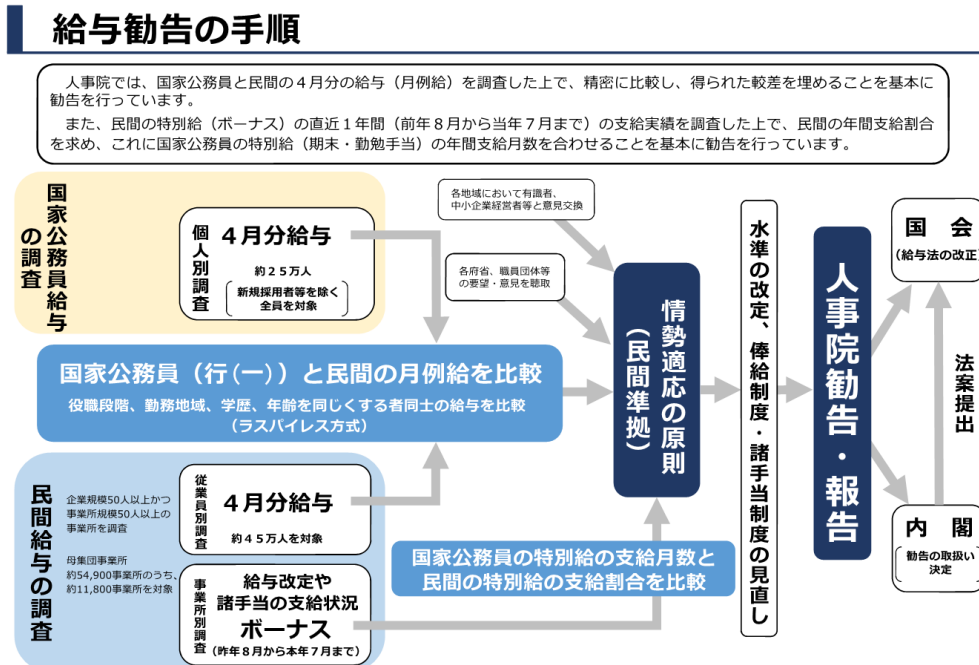 給与勧告の手順
人事院では、国家公務員と民間の４月分の給与（月例給）を調査した上で、精密に比較し、得られた較差を埋めることを基本に
勧告を行っています。
また、民間の特別給（ボーナス）の直近１年間（前年８月から当年７月まで）の支給実績を調査した上で、民間の年間支給割合
を求め、これに国家公務員の特別給（期末・勤勉手当）の年間支給月数を合わせることを基本に勧告を行っています。
国家公務員給与
の調査
個人別調査
４月分給与
約２５万人
新規採用者等を除く
全員を対象
各地域において有識者、
中小企業経営者等と意見交換
各府省、職員団体等
の要望・意見を聴取
国家公務員（行(一)）と民間の月例給を比較
役職段階、勤務地域、学歴、年齢を同じくする者同士の給与を比較
（ラスパイレス方式）
民間給与の調査
企業規模50人以上かつ
事業所規模50人以上の
事業所を調査
母集団事業所
約54,900事業所のうち、
約11,800事業所を対象
従業員別調査
４月分給与
約４５万人を対象
事業所別調査
給与改定や
諸手当の支給状況
ボーナス
（昨年８月から本年７月まで）
国家公務員の特別給の支給月数と
民間の特別給の支給割合を比較
情勢適応の原則
（民間準拠）
水準の改定、俸給制度・諸手当制度の見直し
人事院勧告・報告
国　会
（給与法の改正）
法案提出
内　閣
勧告の取扱い
決定